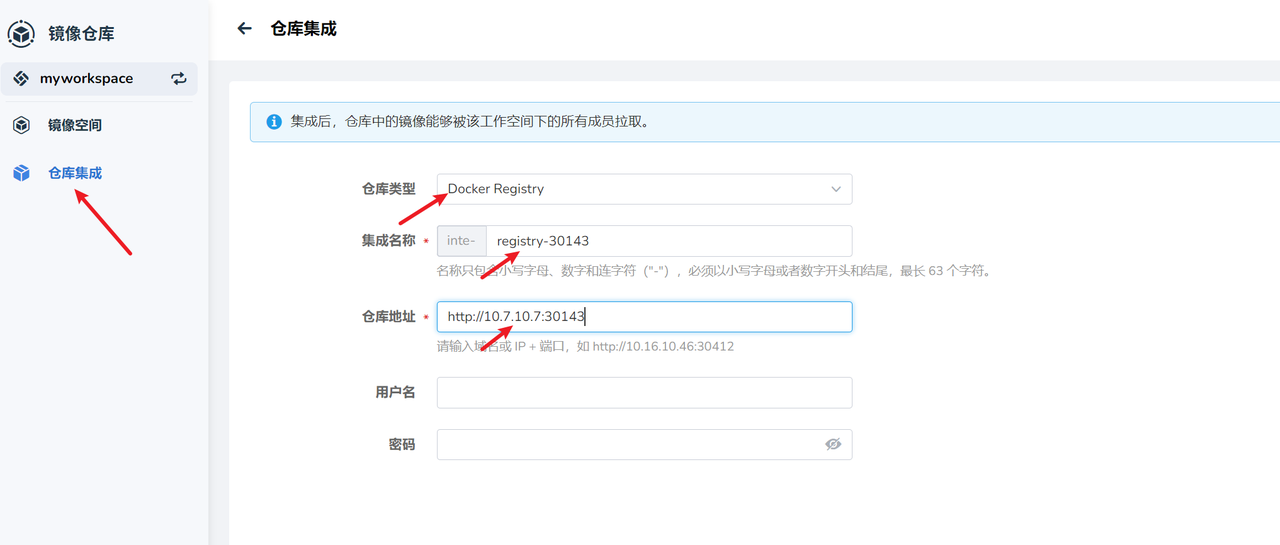 镜像仓库
myworkspace
镜像空间
仓库集成
仓库集成
集成后，仓库中的镜像能够被该工作空间下的所有成员拉取。
仓库类型 Docker Registry
集成名称 * inte- registry-30143
名称只包含小写字母、数字和连字符（"-"），必须以小写字母或者数字开头和结尾，最长 63 个字符。
仓库地址 * http://10.7.10.7:30143
请输入域名或 IP + 端口，如 http://10.16.10.46:30412
用户名
密码